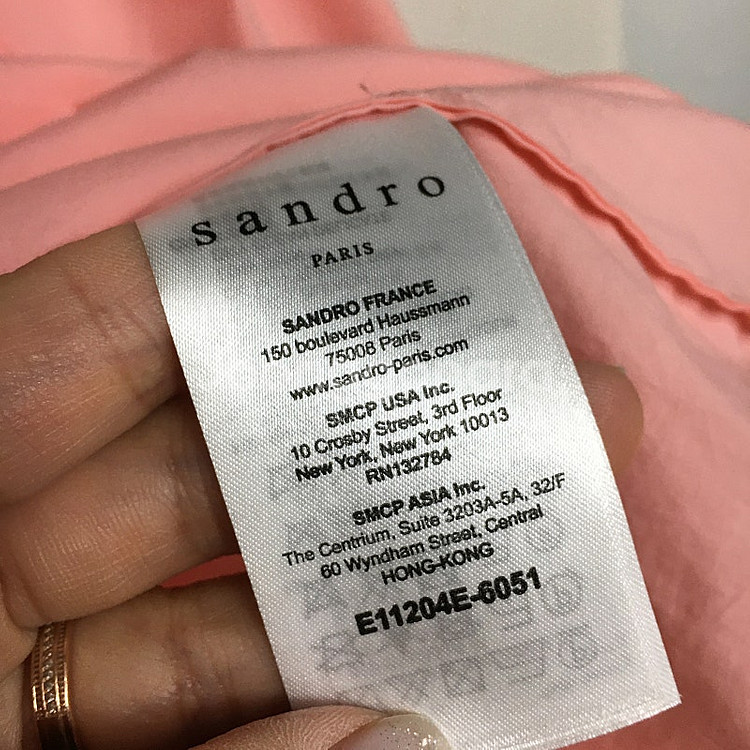 sandro
PARIS
SANDRO FRANCE
150 boulevard Haussmann
75008 Paris
www.sandro-paris.com
SMCP USA Inc.
10 Crosby Street, 3rd Floor
New York, New York 10013
RN132784
SMCP ASIA Inc.
The Centrium, Suite 3203A-5A, 32/F
60 Wyndham Street, Central
HONG-KONG
E11204E-6051